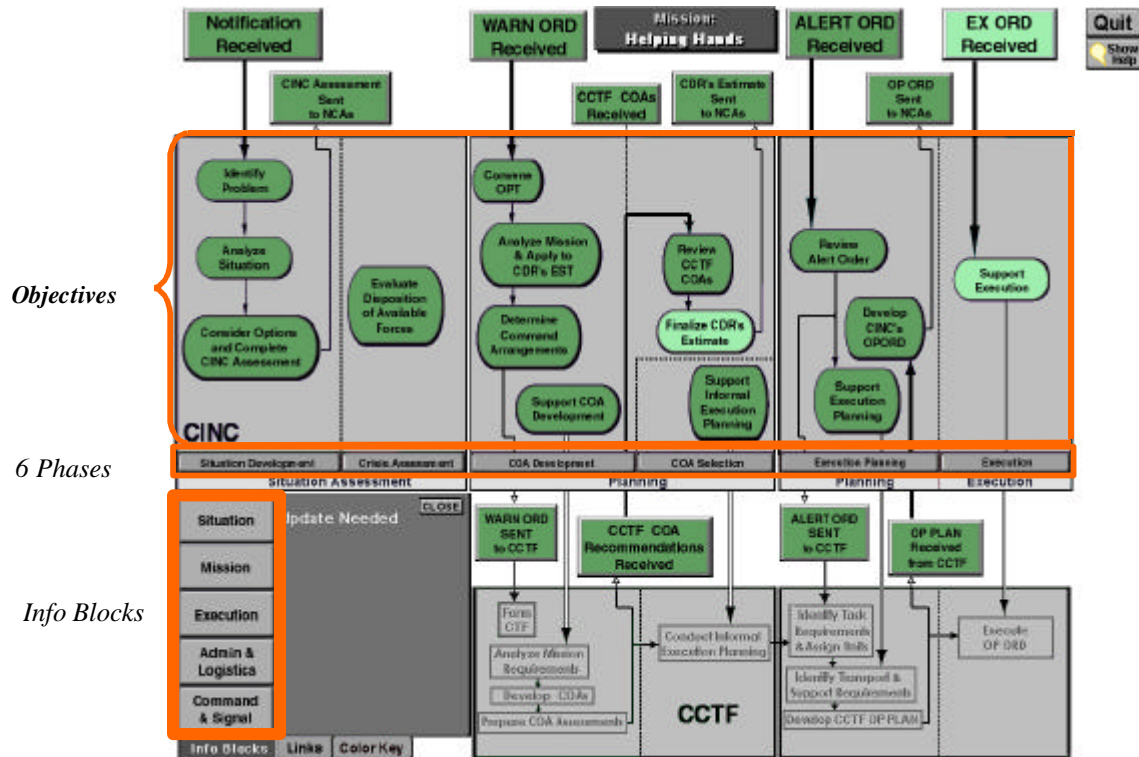 Notification
Received
WARN ORD
Received
Mission:
Helping Hands
ALERT ORD
Received
EX ORD
Received
Quit
Show
Help
CINC Assessment
Sent
to NCAs
CCTF COAs
Received
CDR's Estimate
Sent
to NCAs
OP ORD
Sent
to NCAs
Objectives
Identify
Problem
Analyze
Situation
Consider Options
and Complete
CINC Assessment
Evaluate
Disposition
of Available
Forces
Convene
OPT
Analyze Mission
& Apply to
CDR's EST
Determine
Command
Arrangements
Support COA
Development
Review
CCTF
COAs
Finalize CDR's
Estimate
Support
Informal
Execution
Planning
Review
Alert Order
Develop
CINC's
OPORD
Support
Execution
Planning
Support
Execution
CINC
6 Phases
Situation Development
Crisis Assessment
COA Development
COA Selection
Execution Planning
Execution
Situation Assessment
Planning
Planning
Execution
Info Blocks
Situation
Mission
Execution
Admin &
Logistics
Command
& Signal
Update Needed
CLOSE
Info Blocks
Links
Color Key
WARN ORD
SENT
to CCTF
CCTF COA
Recommendations
Received
ALERT ORD
SENT
to CCTF
OP PLAN
Received
from CCTF
Form
CTF
Analyze Mission
Requirements
Develop COAs
Prepare COA Assessments
Conduct Informal
Execution Planning
CCTF
Identify Task
Requirements
& Assign Units
Identify Transport &
Support Requirements
Develop CCTF OP PLAN
Execute
OP ORD